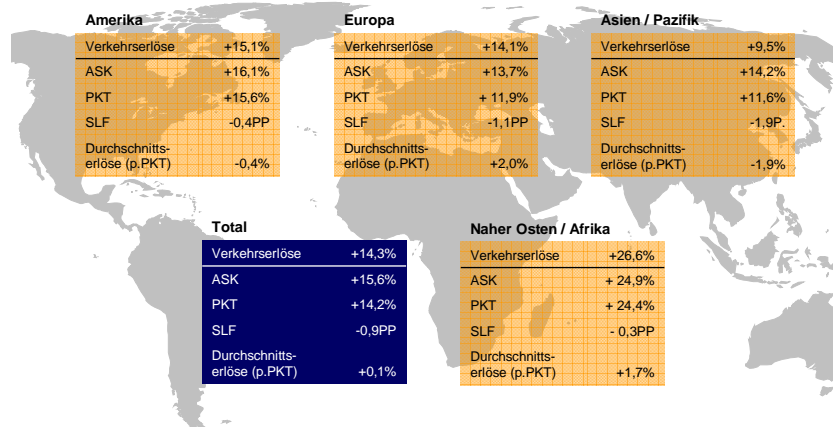 Amerika
Verkehrserlöse +15,1%
ASK +16,1%
PKT +15,6%
SLF -0,4PP
Durchschnitts-
erlöse (p.PKT) -0,4%
Europa
Verkehrserlöse +14,1%
ASK +13,7%
PKT + 11,9%
SLF -1,1PP
Durchschnitts-
erlöse (p.PKT) +2,0%
Asien / Pazifik
Verkehrserlöse +9,5%
ASK +14,2%
PKT +11,6%
SLF -1,9P.
Durchschnitts-
erlöse (p.PKT) -1,9%
Total
Verkehrserlöse +14,3%
ASK +15,6%
PKT +14,2%
SLF -0,9PP
Durchschnitts-
erlöse (p.PKT) +0,1%
Naher Osten / Afrika
Verkehrserlöse +26,6%
ASK + 24,9%
PKT + 24,4%
SLF - 0,3PP
Durchschnitts-
erlöse (p.PKT) +1,7%